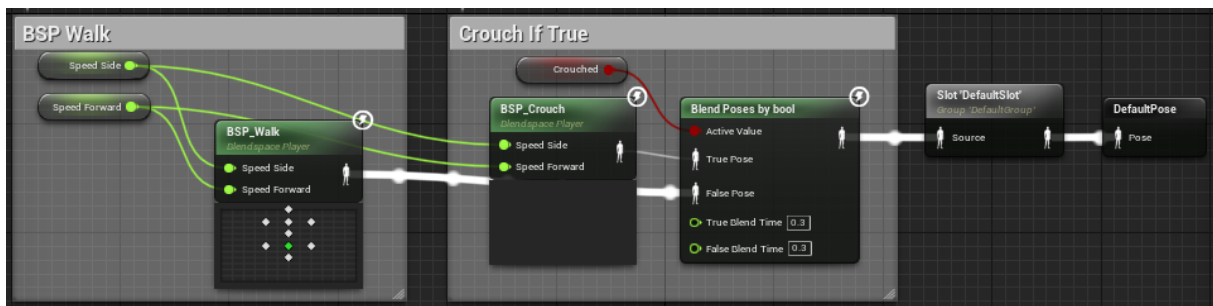 BSP Walk
Speed Side
Speed Forward
BSP_Walk
Blendspace Player
Speed Side
Speed Forward
Crouch If True
Crouched
BSP_Crouch
Blendspace Player
Speed Side
Speed Forward
Blend Poses by bool
Active Value
True Pose
False Pose
True Blend Time 0.3
False Blend Time 0.3
Slot 'DefaultSlot'
Group 'DefaultGroup'
Source
DefaultPose
Pose